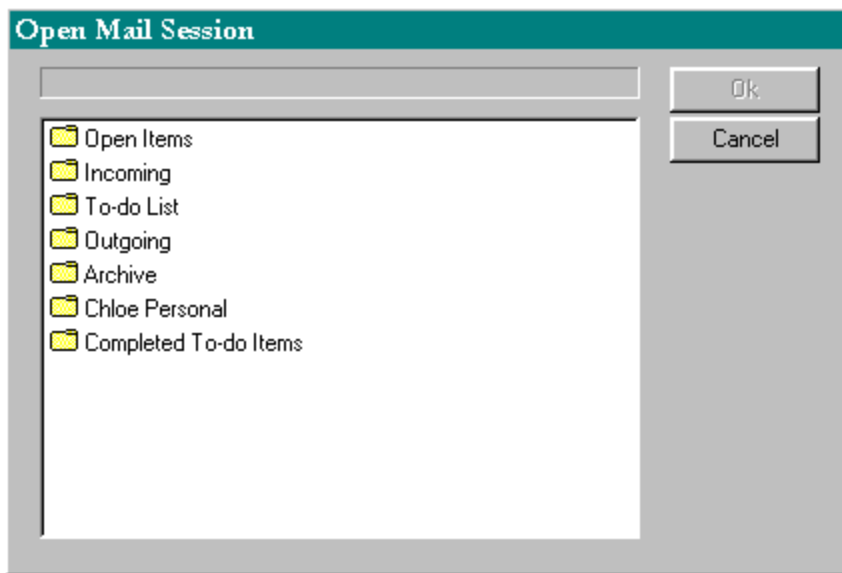 Open Mail Session
Ok
Cancel
Open Items
Incoming
To-do List
Outgoing
Archive
Chloe Personal
Completed To-do Items